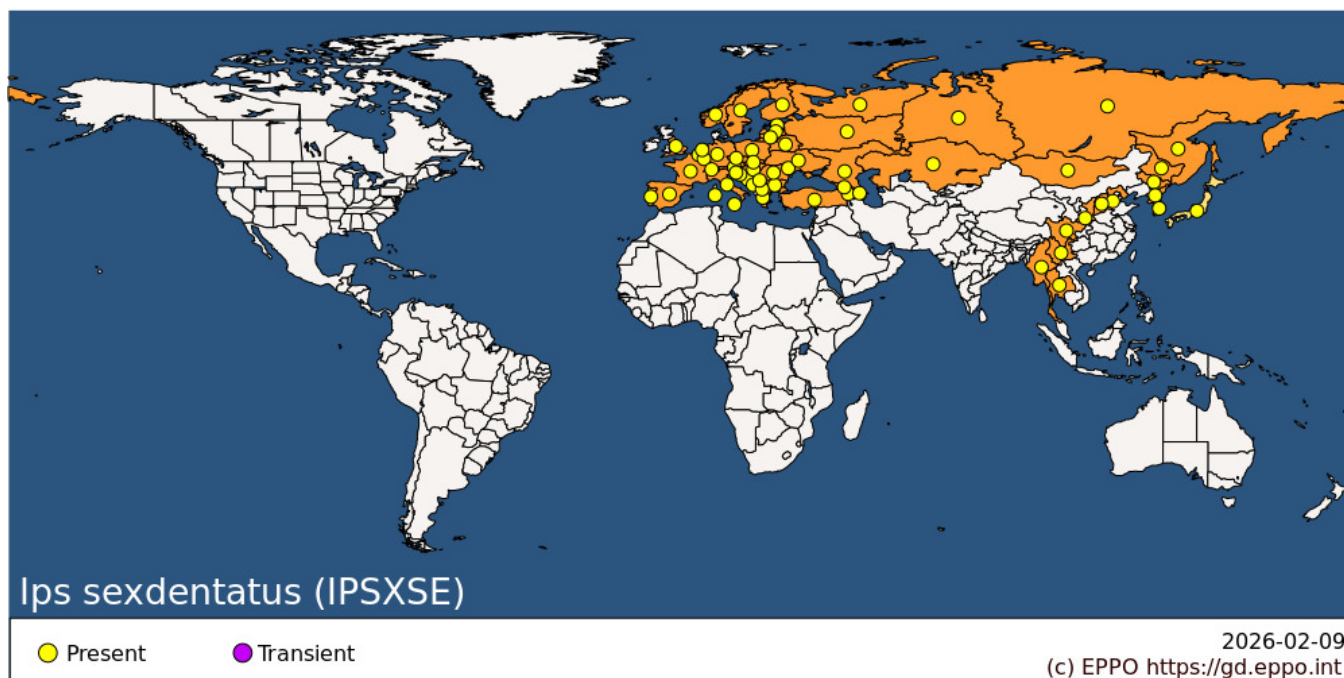 Ips sexdentatus (IPSXSE)
Present
Transient
2026-02-09
(c) EPPO https://gd.eppo.int